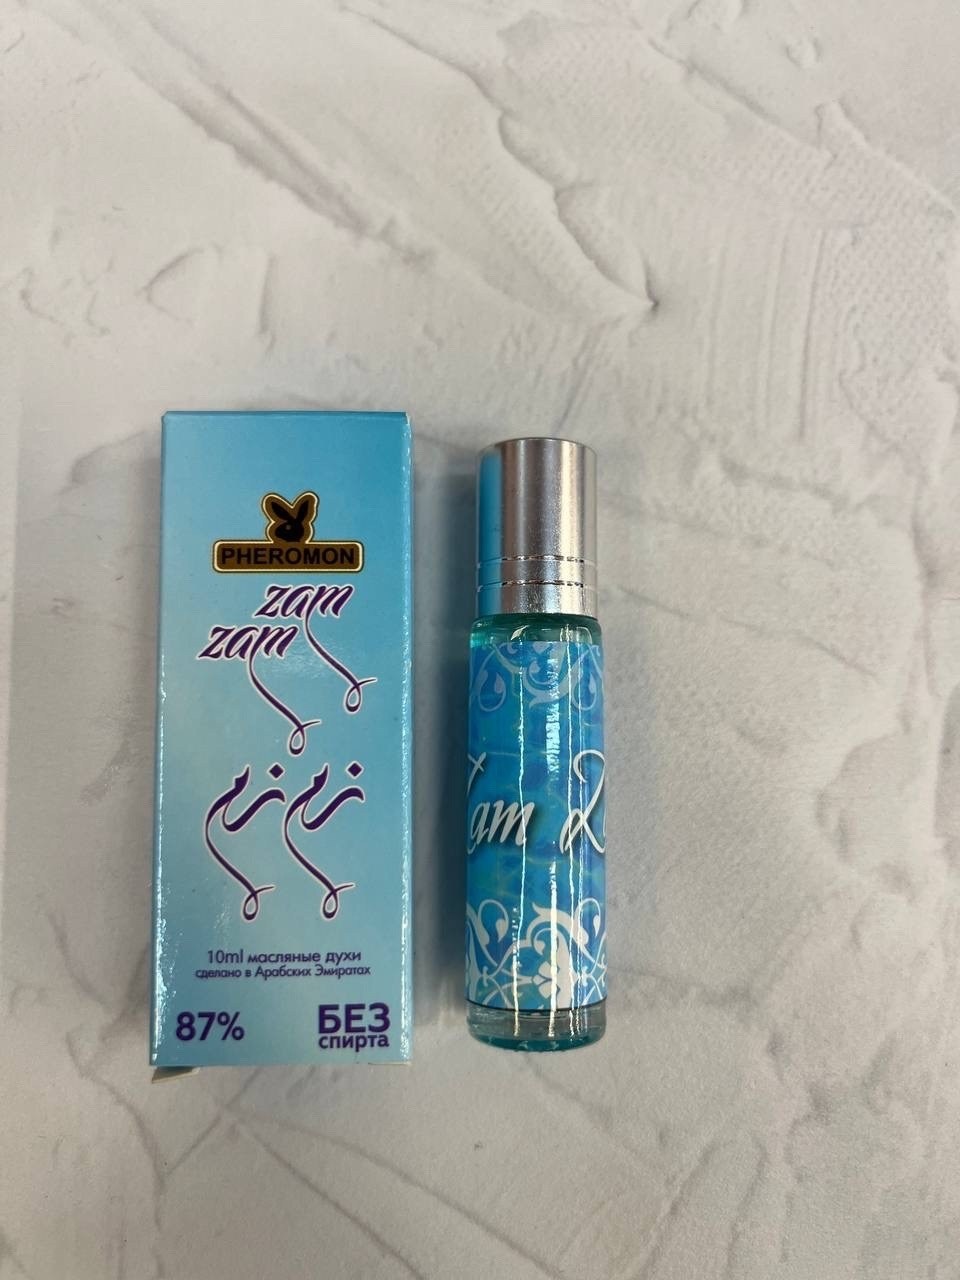 PHEROMON
zam
zam
زم زم
10ml масляные духи
сделано в Арабских Эмиратах
87%
БЕЗ
спирта
Zam